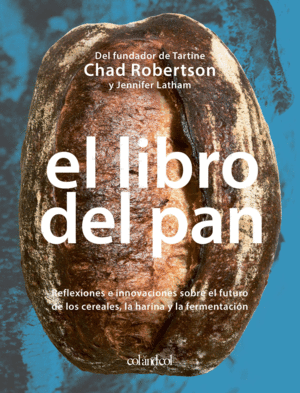 Del fundador de Tartine
Chad Robertson
y Jennifer Latham
el libro
del pan
Reflexiones e innovaciones sobre el futuro
de los cereales, la harina y la fermentación
col&col